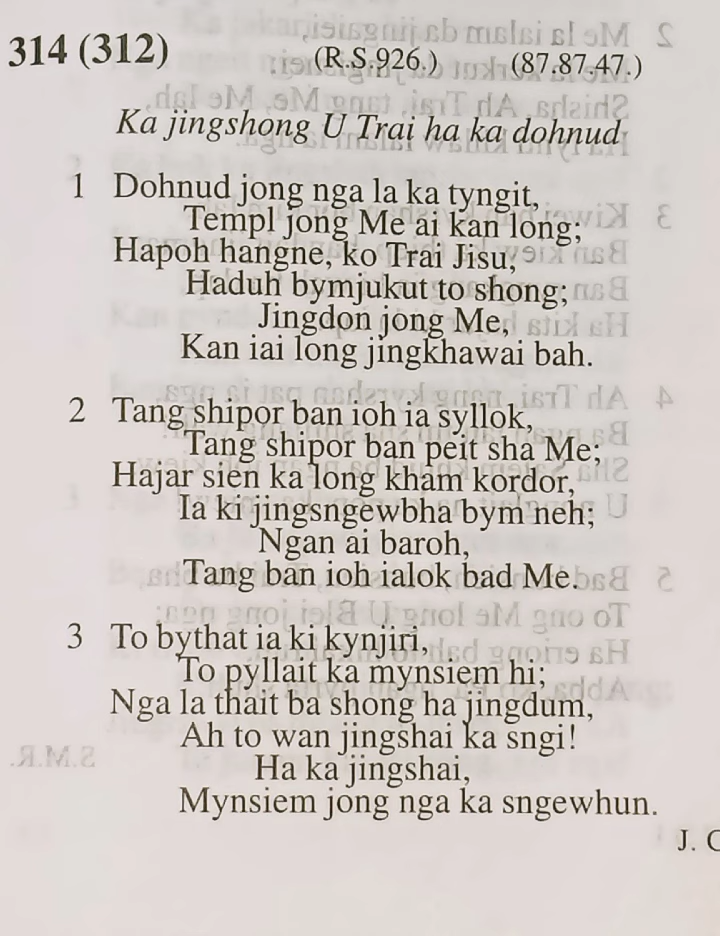 314 (312) (R.S.926.) (87.87.47.)
Ka jingshong U Trai ha ka dohnud
1 Dohnud jong nga la ka tyngit,
Templ jong Me ai kan long;
Hapoh hangne, ko Trai Jisu,
Haduh bymjukut to shong;
Jingdon jong Me,
Kan iai long jingkhawai bah.
2 Tang shipor ban ioh ia syllok,
Tang shipor ban peit sha Me;
Hajar sien ka long kham kordor,
Ia ki jingsngewbha bym neh;
Ngan ai baroh,
Tang ban ioh ialok bad Me.
3 To bythat ia ki kynjiri,
To pyllait ka mynsiem hi;
Nga la thait ba shong ha jingdum,
Ah to wan jingshai ka sngi!
Ha ka jingshai,
Mynsiem jong nga ka sngewhun.
J.